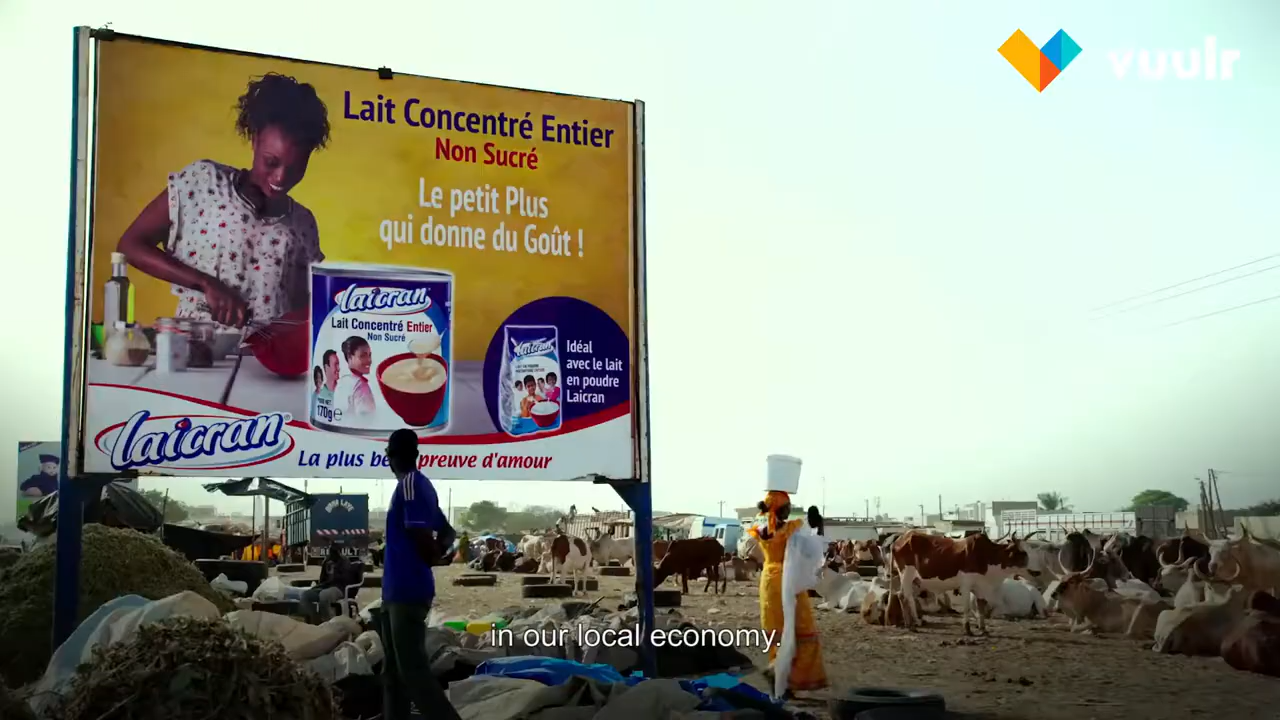 vuulr
Lait Concentré Entier
Non Sucré
Le petit Plus
qui donne du Goût !
Laicran
Lait Concentré Entier
Non Sucré
170g e
Laicran
Idéal
avec le lait
en poudre
Laicran
Laicran
La plus be preuve d'amour
in our local economy.